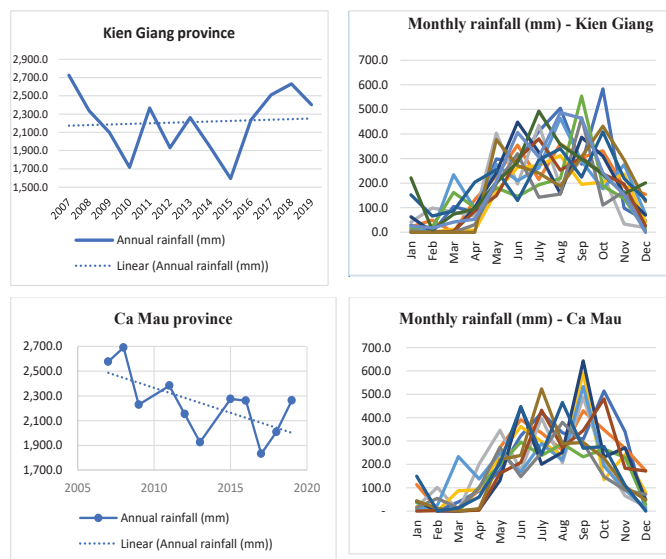 Kien Giang province
2,900.0
2,700.0
2,500.0
2,300.0
2,100.0
1,900.0
1,700.0
1,500.0
2007 2008 2009 2010 2011 2012 2013 2014 2015 2016 2017 2018 2019
Annual rainfall (mm)
Linear (Annual rainfall (mm))
Monthly rainfall (mm) - Kien Giang
700.0
600.0
500.0
400.0
300.0
200.0
100.0
0.0
Jan Feb Mar Apr May Jun July Aug Sep Oct Nov Dec
Ca Mau province
2,700.0
2,500.0
2,300.0
2,100.0
1,900.0
1,700.0
2005 2010 2015 2020
Annual rainfall (mm)
Linear (Annual rainfall (mm))
Monthly rainfall (mm) - Ca Mau
700.0
600.0
500.0
400.0
300.0
200.0
100.0
-
Jan Feb Mar Apr May Jun July Aug Sep Oct Nov Dec